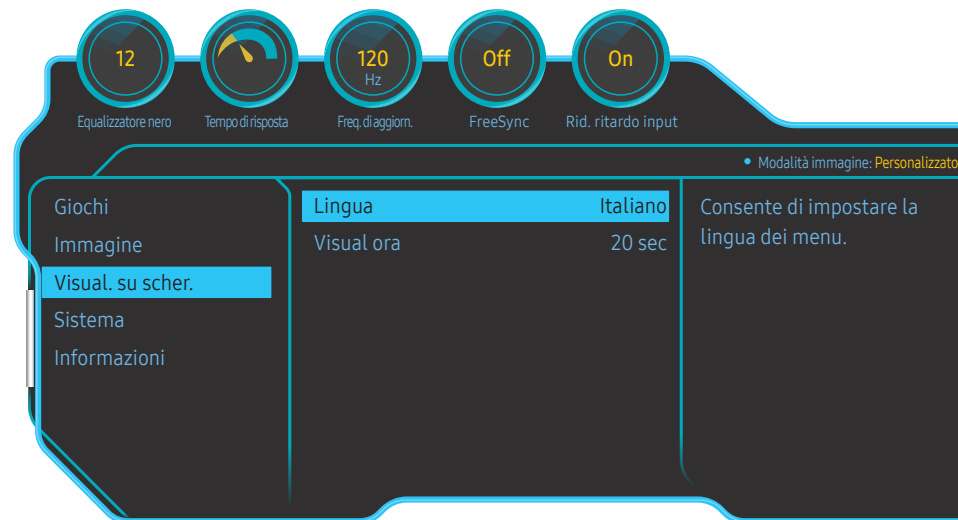 12
120
Hz
Off
On
Equalizzatore nero
Tempo di risposta
Freq. di aggiorn.
FreeSync
Rid. ritardo input
• Modalità immagine: Personalizzato
Giochi
Immagine
Visual. su scher.
Sistema
Informazioni
Lingua Italiano
Visual ora 20 sec
Consente di impostare la
lingua dei menu.